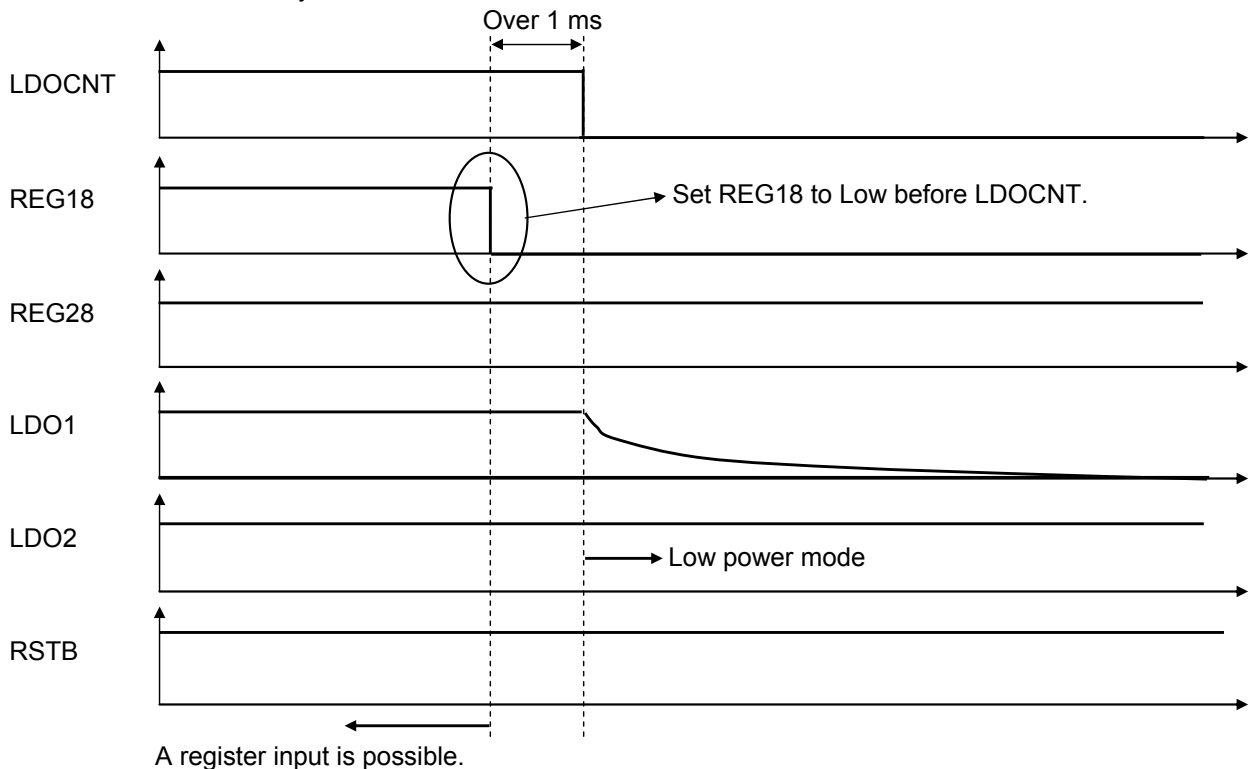 Over 1 ms
LDOCNT
REG18
Set REG18 to Low before LDOCNT.
REG28
LDO1
LDO2
Low power mode
RSTB
A register input is possible.